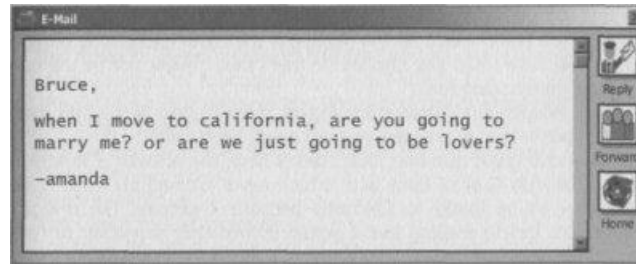 E-Mail
Bruce,
when I move to california, are you going to
marry me? or are we just going to be lovers?
—amanda
Reply
Forward
Home